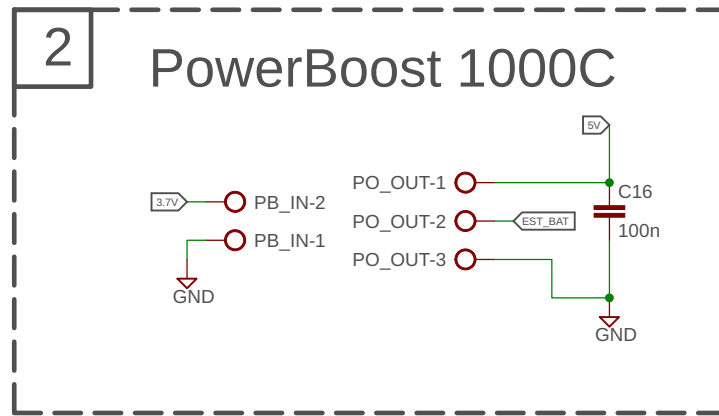 2
PowerBoost 1000C
5V
PO_OUT-1
C16
3.7V
PB_IN-2
PO_OUT-2
EST_BAT
100n
PB_IN-1
PO_OUT-3
GND
GND